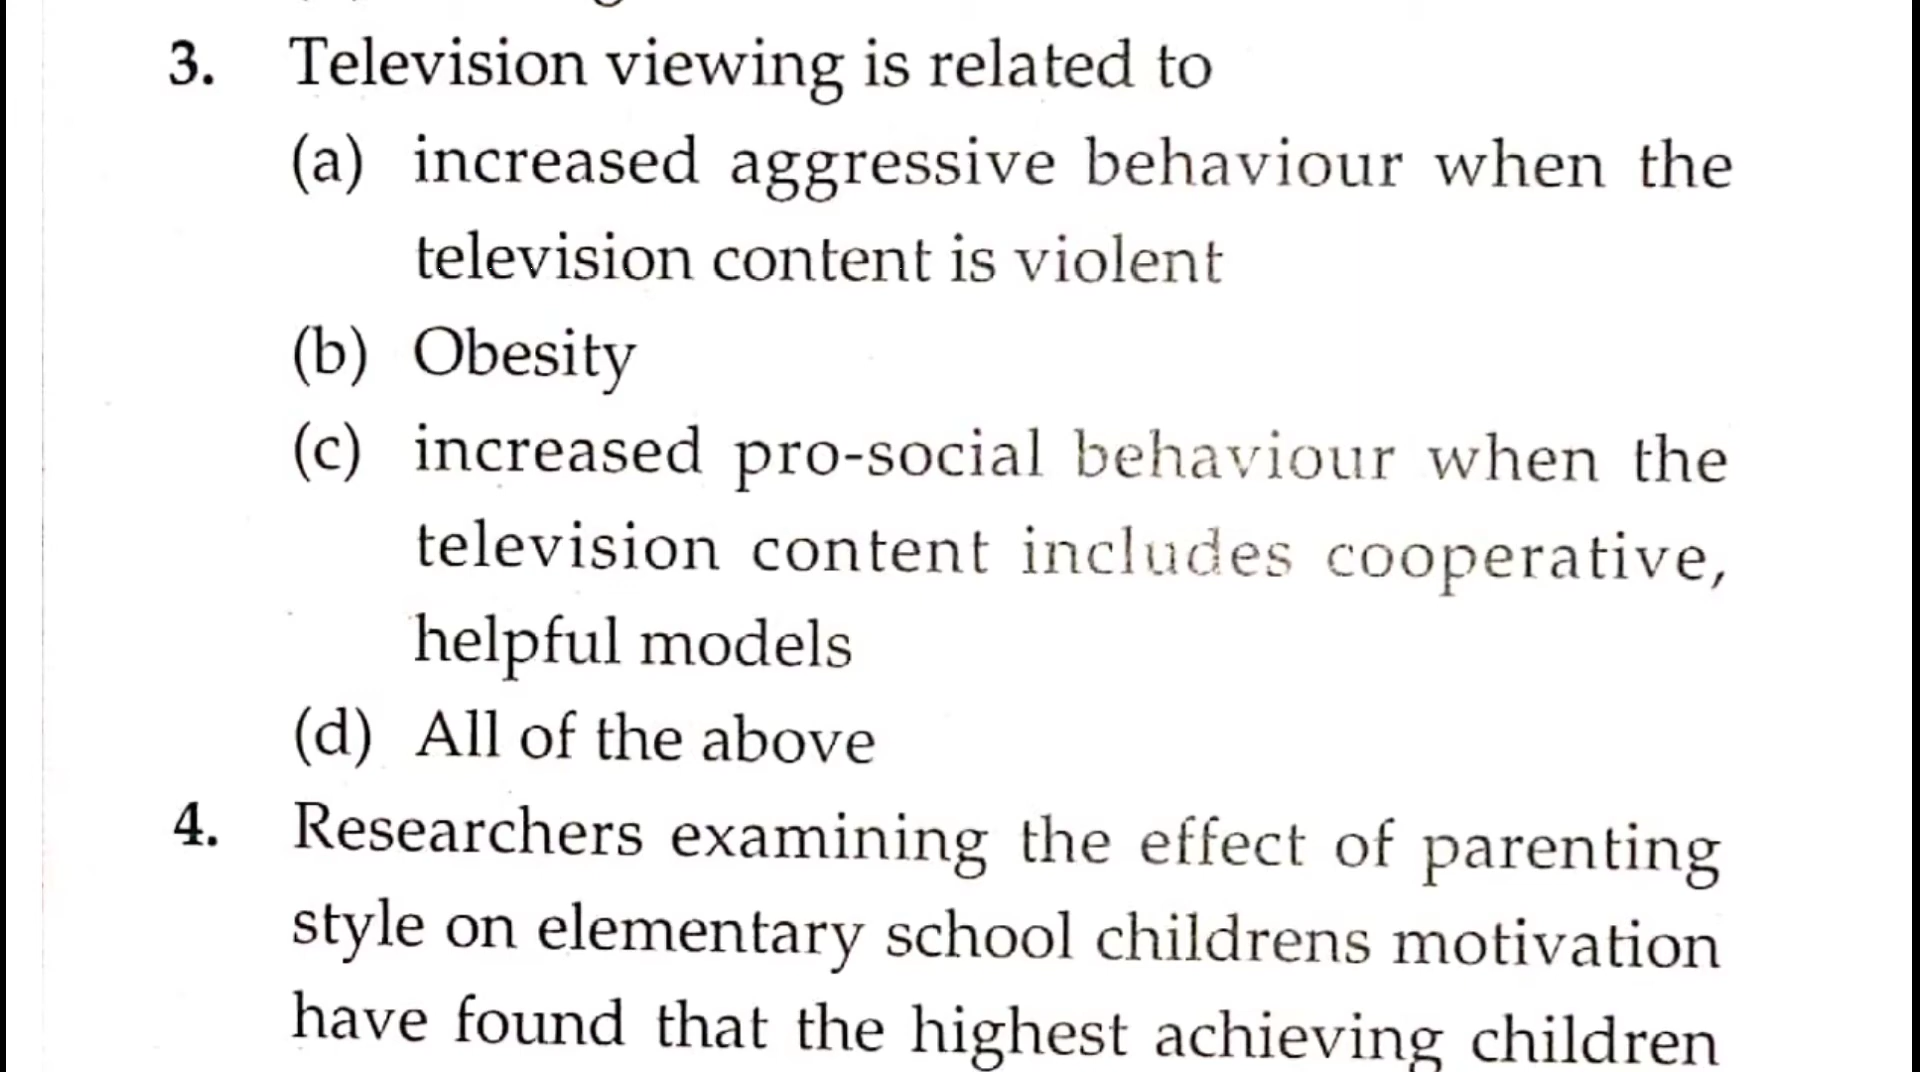 3. Television viewing is related to
(a) increased aggressive behaviour when the
television content is violent
(b) Obesity
(c) increased pro-social behaviour when the
television content includes cooperative,
helpful models
(d) All of the above
4. Researchers examining the effect of parenting
style on elementary school childrens motivation
have found that the highest achieving children